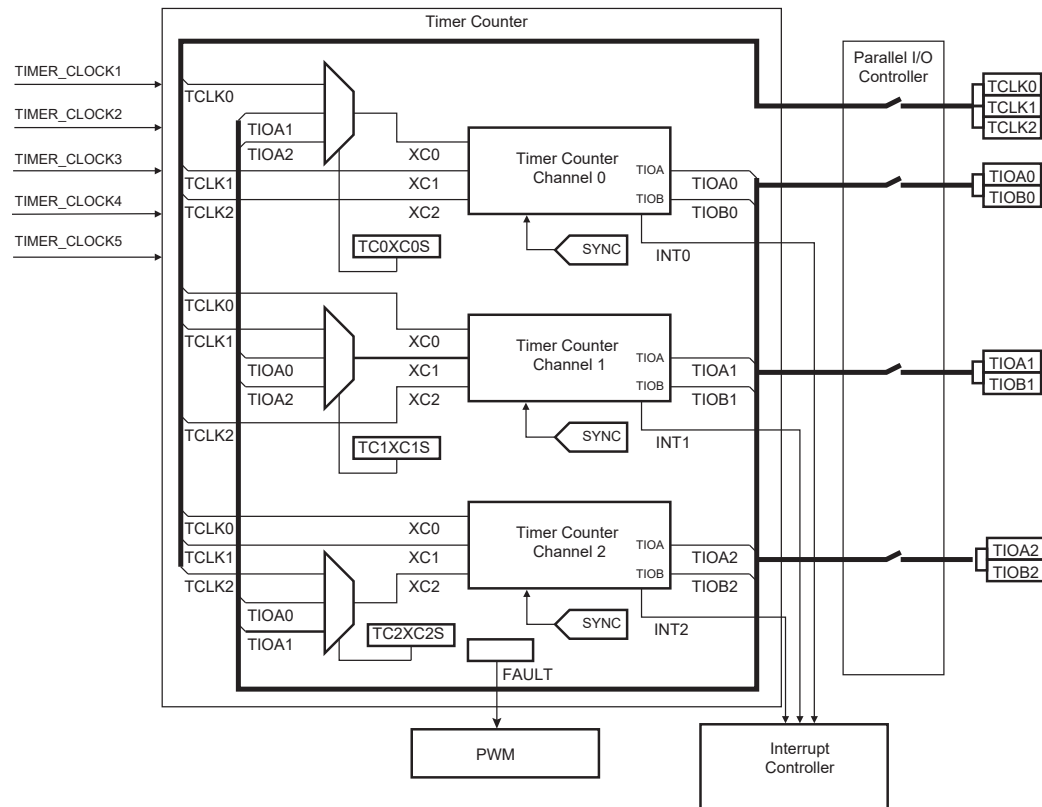 Timer Counter
Parallel I/O
Controller
TIMER_CLOCK1
TIMER_CLOCK2
TIMER_CLOCK3
TIMER_CLOCK4
TIMER_CLOCK5
TCLK0
TIOA1
TIOA2
TCLK1
TCLK2
XC0
XC1
XC2
TC0XC0S
Timer Counter
Channel 0
TIOA
TIOB
TIOA0
TIOB0
SYNC
INT0
TCLK0
TCLK1
TCLK2
TIOA0
TIOB0
TCLK0
TCLK1
TIOA0
TIOA2
TCLK2
XC0
XC1
XC2
TC1XC1S
Timer Counter
Channel 1
TIOA
TIOB
TIOA1
TIOB1
SYNC
INT1
TIOA1
TIOB1
TCLK0
TCLK1
TCLK2
TIOA0
TIOA1
XC0
XC1
XC2
TC2XC2S
Timer Counter
Channel 2
TIOA
TIOB
TIOA2
TIOB2
SYNC
INT2
TIOA2
TIOB2
FAULT
PWM
Interrupt
Controller